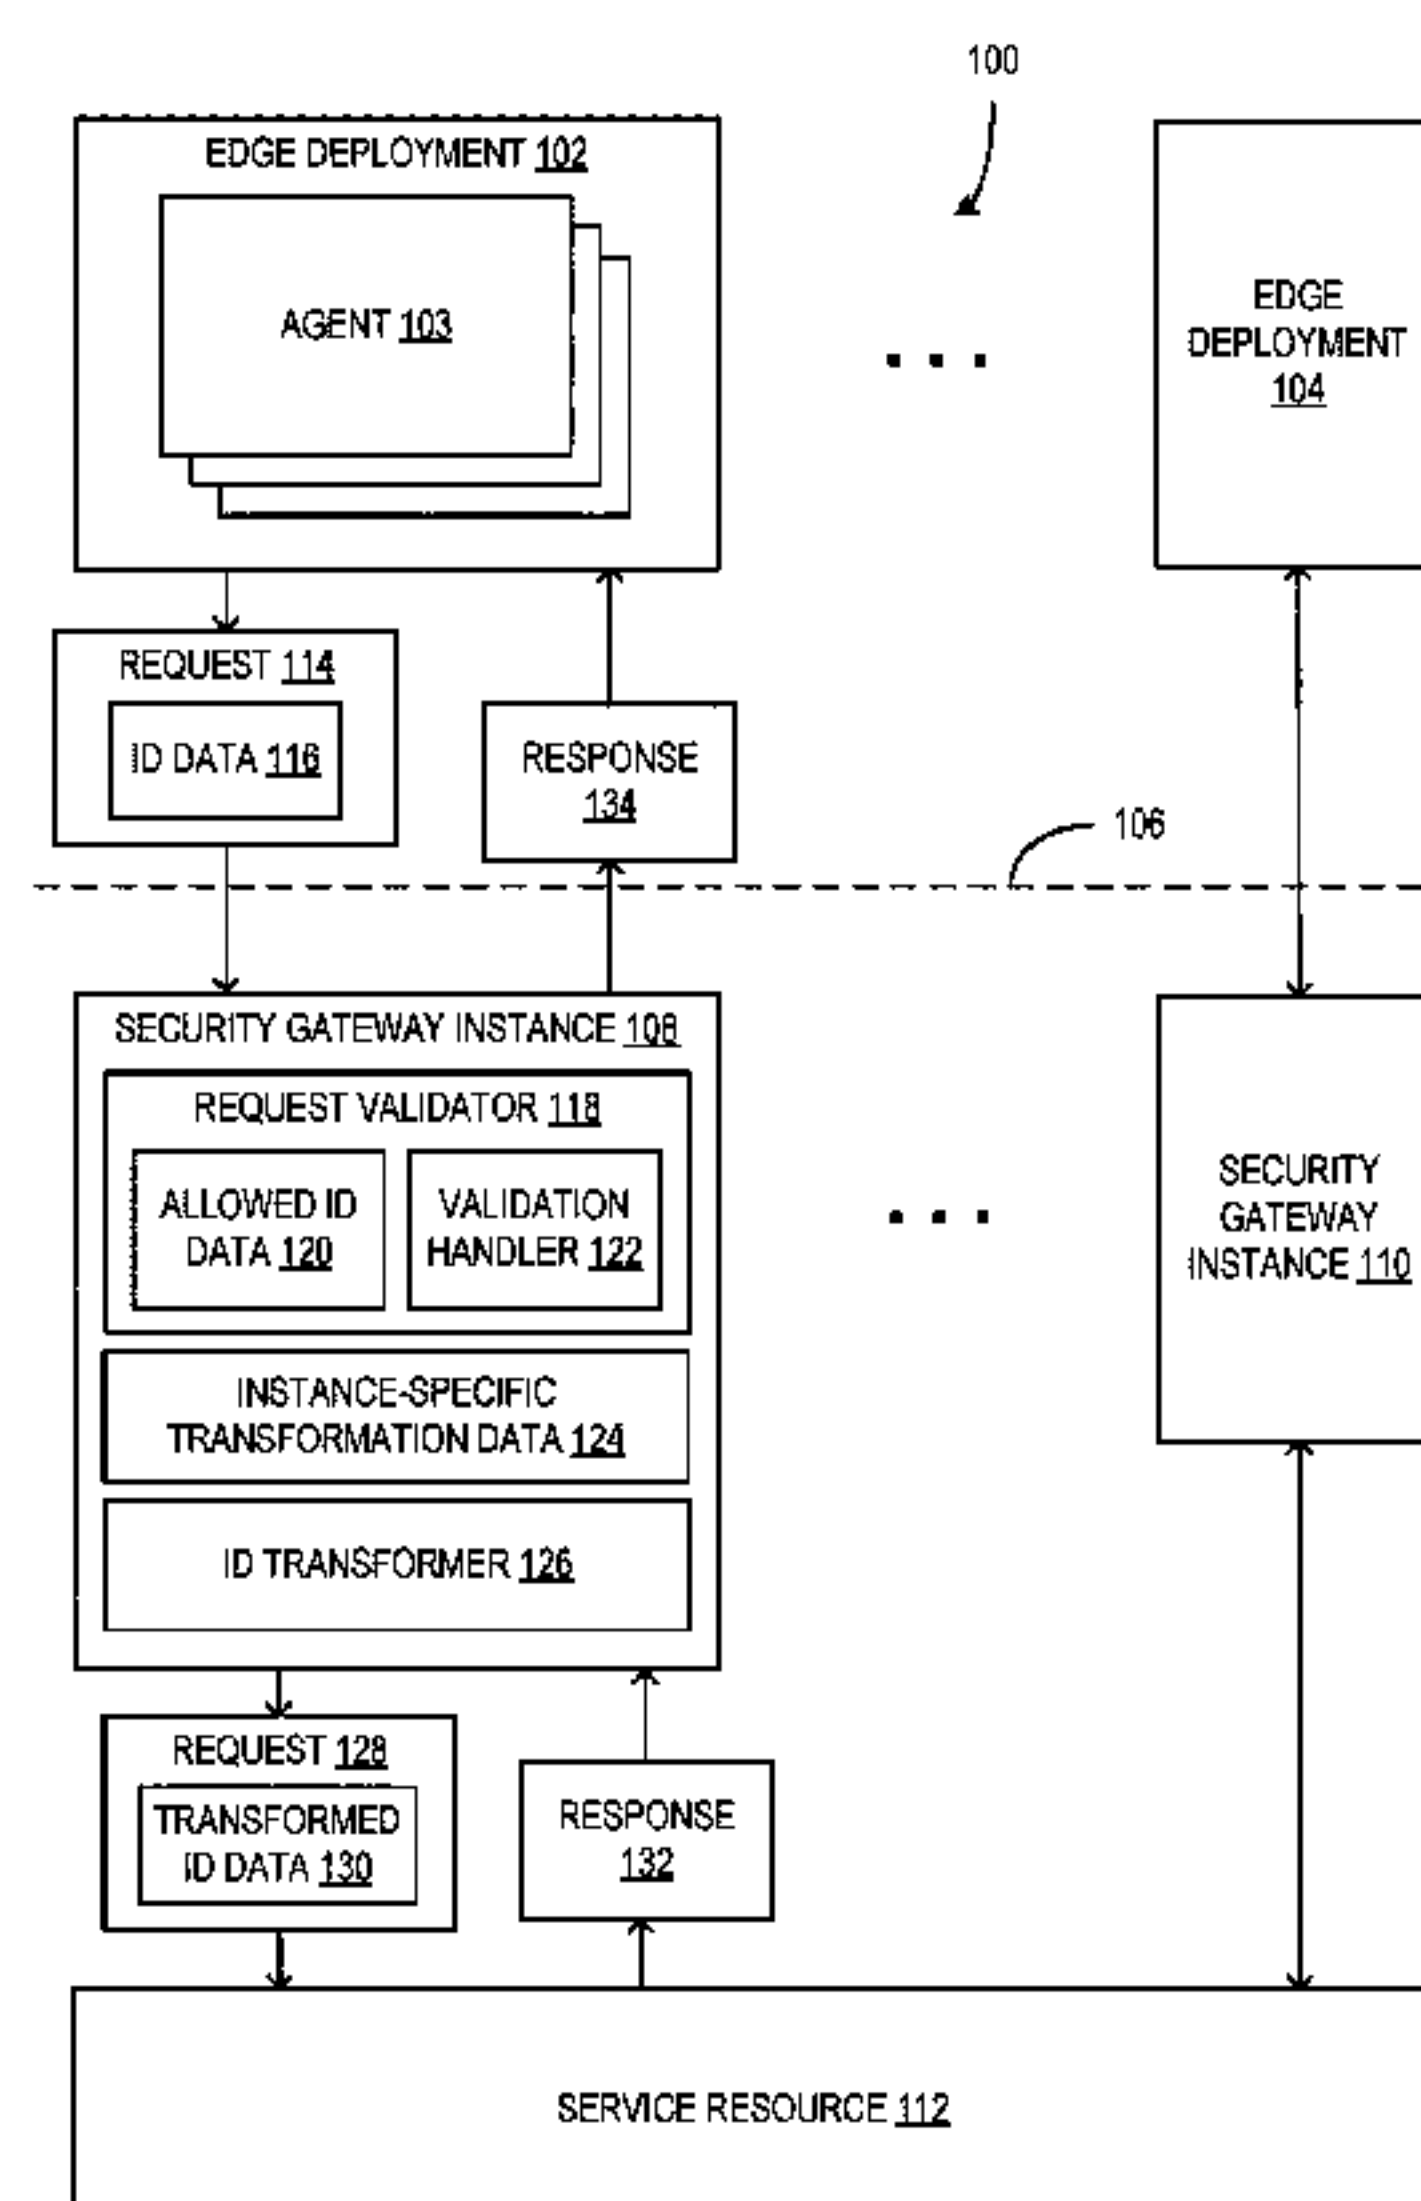 100
EDGE DEPLOYMENT 102
AGENT 103
EDGE
DEPLOYMENT
104
REQUEST 114
ID DATA 116
RESPONSE
134
106
SECURITY GATEWAY INSTANCE 108
REQUEST VALIDATOR 118
ALLOWED ID
DATA 120
VALIDATION
HANDLER 122
INSTANCE-SPECIFIC
TRANSFORMATION DATA 124
ID TRANSFORMER 126
SECURITY
GATEWAY
INSTANCE 110
REQUEST 128
TRANSFORMED
ID DATA 130
RESPONSE
132
SERVICE RESOURCE 112